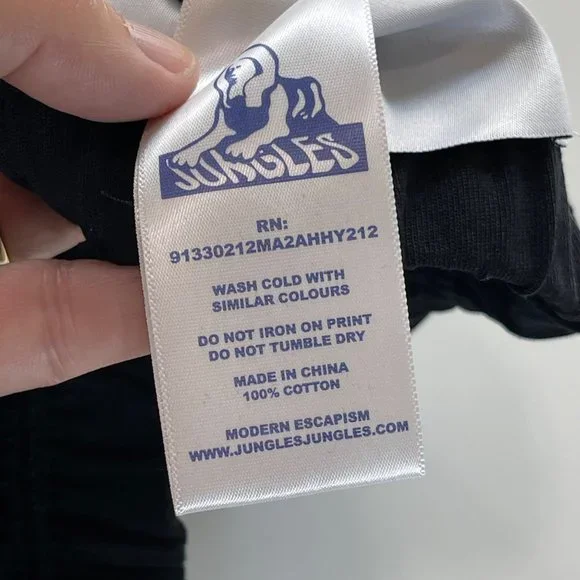 JUNGLES
RN:
91330212MA2AHHY212
WASH COLD WITH
SIMILAR COLOURS
DO NOT IRON ON PRINT
DO NOT TUMBLE DRY
MADE IN CHINA
100% COTTON
MODERN ESCAPISM
WWW.JUNGLESJUNGLES.COM